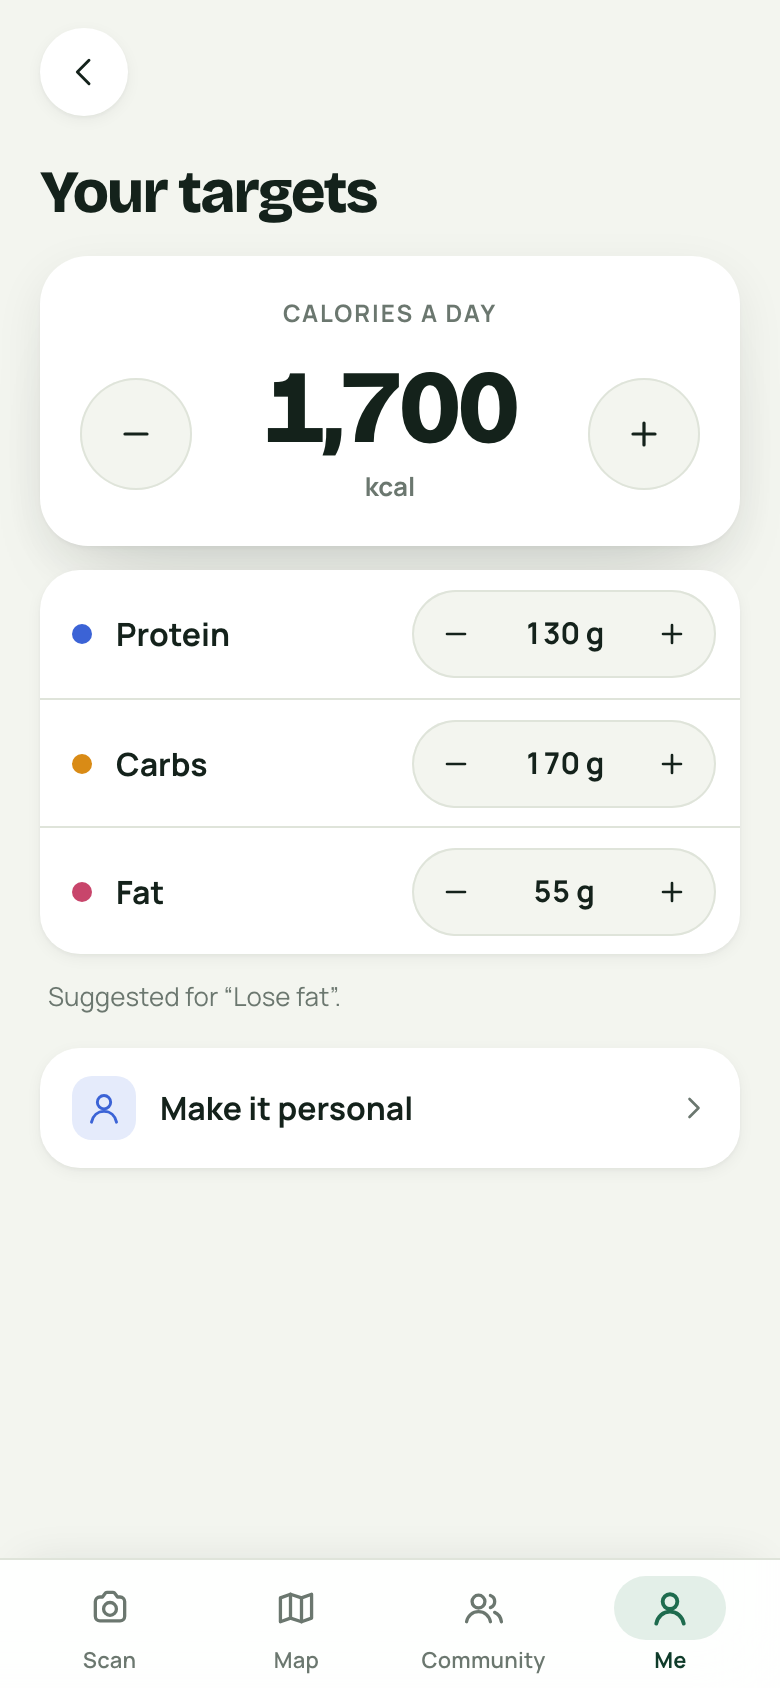 Your targets
CALORIES A DAY
1,700
kcal
Protein
130 g
Carbs
170 g
Fat
55 g
Suggested for “Lose fat”.
Make it personal
Scan
Map
Community
Me